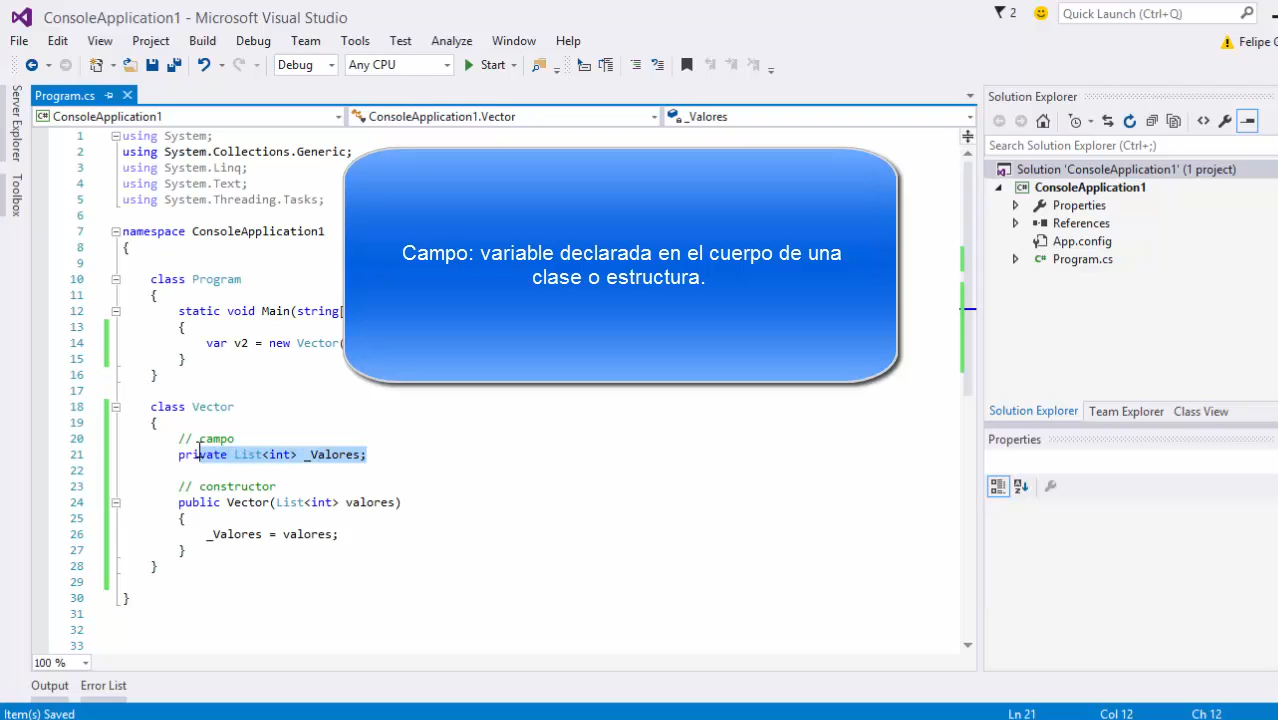 ConsoleApplication1 - Microsoft Visual Studio
2
Quick Launch (Ctrl+Q)
File Edit View Project Build Debug Team Tools Test Analyze Window Help
Felipe G
Debug Any CPU Start
Server Explorer
Toolbox
Program.cs
ConsoleApplication1 ConsoleApplication1.Vector _Valores
1 using System;
2 using System.Collections.Generic;
3 using System.Linq;
4 using System.Text;
5 using System.Threading.Tasks;
6
7 namespace ConsoleApplication1
8 {
9
10 class Program
11 {
12 static void Main(string[
13 {
14 var v2 = new Vector(
15 }
16 }
17
18 class Vector
19 {
20 // campo
21 private List<int> _Valores;
22
23 // constructor
24 public Vector(List<int> valores)
25 {
26 _Valores = valores;
27 }
28 }
29
30 }
31
32
33
Campo: variable declarada en el cuerpo de una
clase o estructura.
100 %
Output Error List
Item(s) Saved
Ln 21 Col 12 Ch 12
Solution Explorer
Search Solution Explorer (Ctrl+;)
Solution 'ConsoleApplication1' (1 project)
ConsoleApplication1
Properties
References
App.config
Program.cs
Solution Explorer Team Explorer Class View
Properties